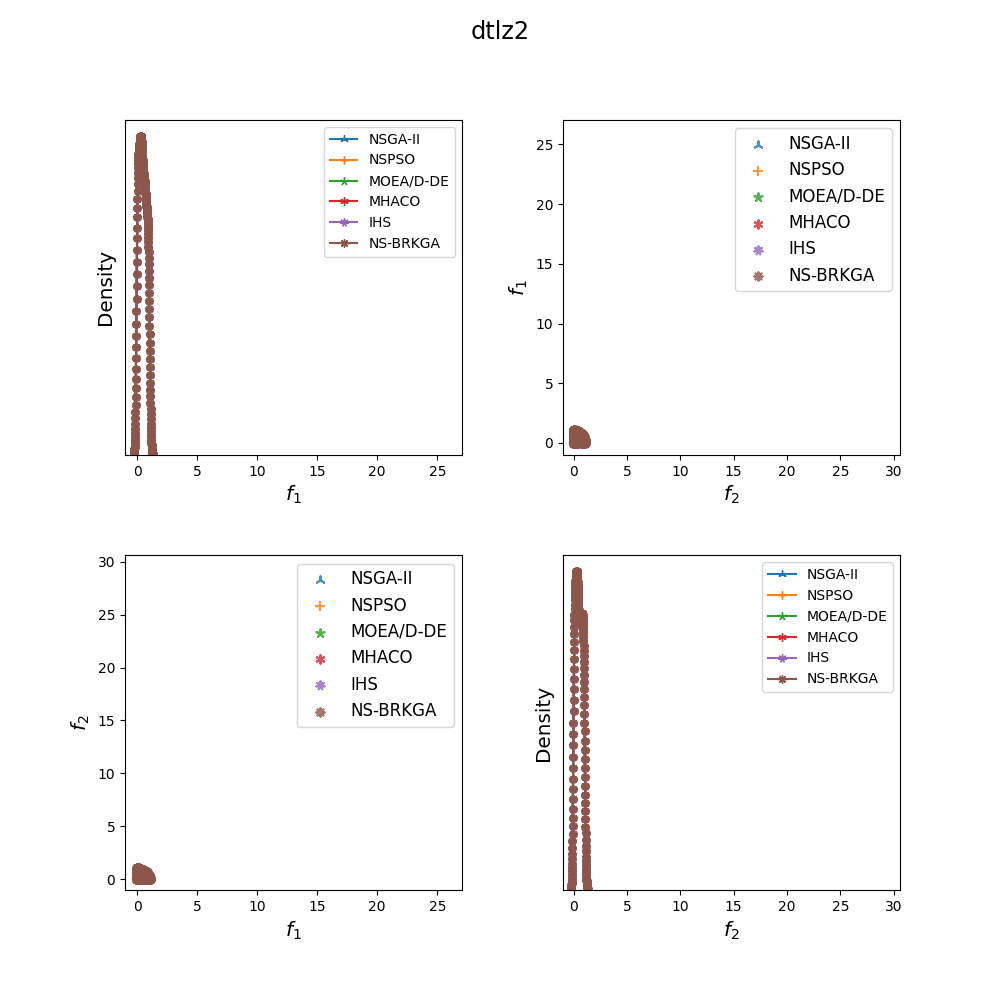 dtlz2
Density
NSGA-II
NSPSO
MOEA/D-DE
MHACO
IHS
NS-BRKGA
0 5 10 15 20 25
f1
f1
25
20
15
10
5
0
NSGA-II
NSPSO
MOEA/D-DE
MHACO
IHS
NS-BRKGA
0 5 10 15 20 25 30
f2
f2
30
25
20
15
10
5
0
NSGA-II
NSPSO
MOEA/D-DE
MHACO
IHS
NS-BRKGA
0 5 10 15 20 25
f1
Density
NSGA-II
NSPSO
MOEA/D-DE
MHACO
IHS
NS-BRKGA
0 5 10 15 20 25 30
f2